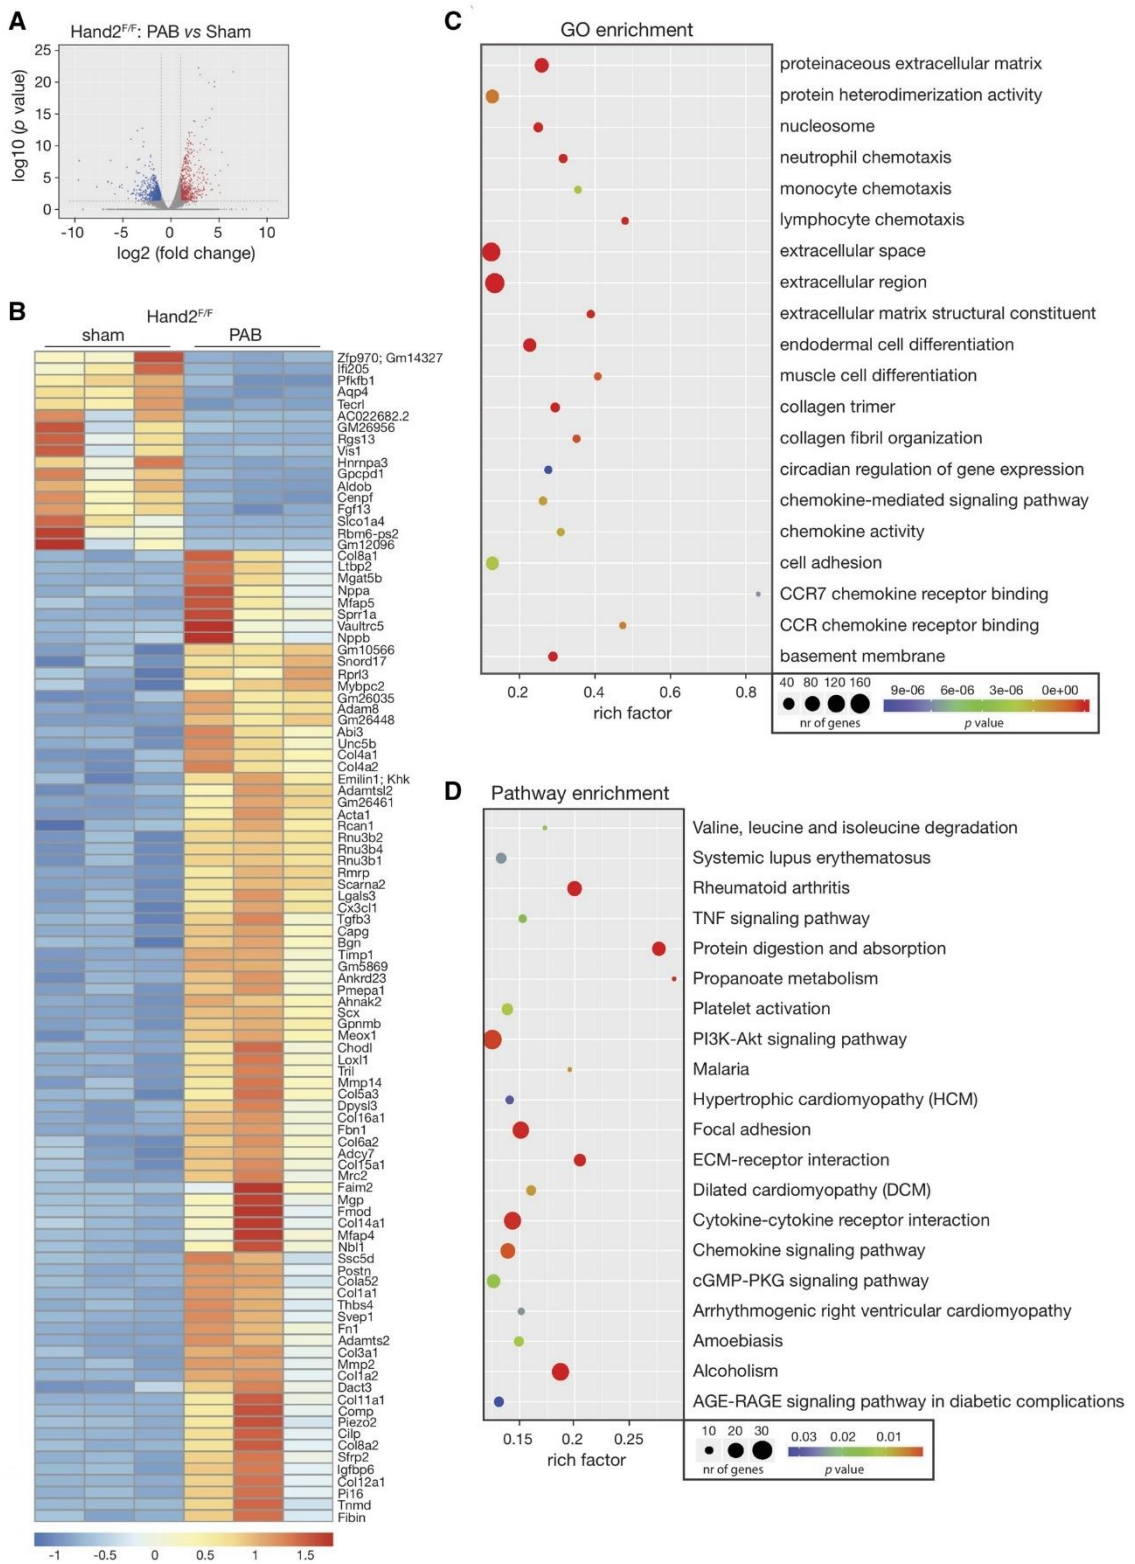 A
Hand2F/F: PAB vs Sham
25
20
15
10
5
0
log10 (p value)
-10 -5 0 5 10
log2 (fold change)
B
Hand2F/F
sham PAB
Zfp970; Gm14327
Ifi205
Pfkfb1
Aqp4
Tecrl
AC022682.2
GM26956
Rgs13
Vis1
Hnrnpa3
Gpcpd1
Aldob
Cenpf
Fgf13
Slco1a4
Rbm6-ps2
Gm12096
Col8a1
Ltbp2
Mgat5b
Nppa
Mfap5
Sprr1a
Vaultrc5
Nppb
Gm10566
Snord17
Rprl3
Mybpc2
Gm26035
Adam8
Gm26448
Abi3
Unc5b
Col4a1
Col4a2
Emilin1; Khk
Adamtsl2
Gm26461
Acta1
Rcan1
Rnu3b2
Rnu3b4
Rnu3b1
Rmrp
Scarna2
Lgals3
Cx3cl1
Tgfb3
Capg
Bgn
Timp1
Gm5869
Ankrd23
Pmepa1
Ahnak2
Scx
Gpnmb
Meox1
Chodl
Loxl1
Tril
Mmp14
Col5a3
Dpysl3
Col16a1
Fbn1
Col6a2
Adcy7
Col15a1
Mrc2
Faim2
Mgp
Fmod
Col14a1
Mfap4
Nbl1
Ssc5d
Postn
Cola52
Col1a1
Thbs4
Svep1
Fn1
Adamts2
Col3a1
Mmp2
Col1a2
Dact3
Col11a1
Comp
Piezo2
Cilp
Col8a2
Sfrp2
Igfbp6
Col12a1
Pi16
Tnmd
Fibin
-1 -0.5 0 0.5 1 1.5
C
GO enrichment
proteinaceous extracellular matrix
protein heterodimerization activity
nucleosome
neutrophil chemotaxis
monocyte chemotaxis
lymphocyte chemotaxis
extracellular space
extracellular region
extracellular matrix structural constituent
endodermal cell differentiation
muscle cell differentiation
collagen trimer
collagen fibril organization
circadian regulation of gene expression
chemokine-mediated signaling pathway
chemokine activity
cell adhesion
CCR7 chemokine receptor binding
CCR chemokine receptor binding
basement membrane
0.2 0.4 0.6 0.8
rich factor
40 80 120 160
nr of genes
9e-06 6e-06 3e-06 0e+00
p value
D
Pathway enrichment
Valine, leucine and isoleucine degradation
Systemic lupus erythematosus
Rheumatoid arthritis
TNF signaling pathway
Protein digestion and absorption
Propanoate metabolism
Platelet activation
PI3K-Akt signaling pathway
Malaria
Hypertrophic cardiomyopathy (HCM)
Focal adhesion
ECM-receptor interaction
Dilated cardiomyopathy (DCM)
Cytokine-cytokine receptor interaction
Chemokine signaling pathway
cGMP-PKG signaling pathway
Arrhythmogenic right ventricular cardiomyopathy
Amoebiasis
Alcoholism
AGE-RAGE signaling pathway in diabetic complications
0.15 0.2 0.25
rich factor
10 20 30
nr of genes
0.03 0.02 0.01
p value